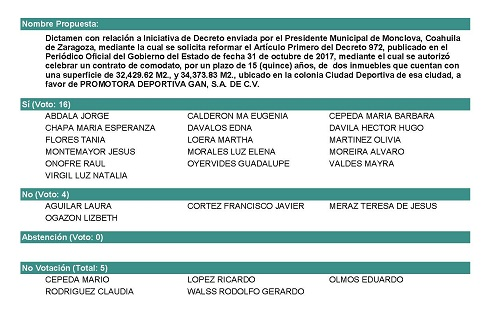 Nombre Propuesta:
Dictamen con relación a Iniciativa de Decreto enviada por el Presidente Municipal de Monclova, Coahuila
de Zaragoza, mediante la cual se solicita reformar el Artículo Primero del Decreto 972, publicado en el
Periódico Oficial del Gobierno del Estado de fecha 31 de octubre de 2017, mediante el cual se autorizó
celebrar un contrato de comodato, por un plazo de 15 (quince) años, de dos inmuebles que cuentan con
una superficie de 32,429.62 M2., y 34,373.83 M2., ubicado en la colonia Ciudad Deportiva de esa ciudad, a
favor de PROMOTORA DEPORTIVA GAN, S.A. DE C.V.
Sí (Voto: 16)
ABDALA JORGE CALDERON MA EUGENIA CEPEDA MARIA BARBARA
CHAPA MARIA ESPERANZA DAVALOS EDNA DAVILA HECTOR HUGO
FLORES TANIA LOERA MARTHA MARTINEZ OLIVIA
MONTEMAYOR JESUS MORALES LUZ ELENA MOREIRA ALVARO
ONOFRE RAUL OYERVIDES GUADALUPE VALDES MAYRA
VIRGIL LUZ NATALIA
No (Voto: 4)
AGUILAR LAURA CORTEZ FRANCISCO JAVIER MERAZ TERESA DE JESUS
OGAZON LIZBETH
Abstención (Voto: 0)
No Votación (Total: 5)
CEPEDA MARIO LOPEZ RICARDO OLMOS EDUARDO
RODRIGUEZ CLAUDIA WALSS RODOLFO GERARDO